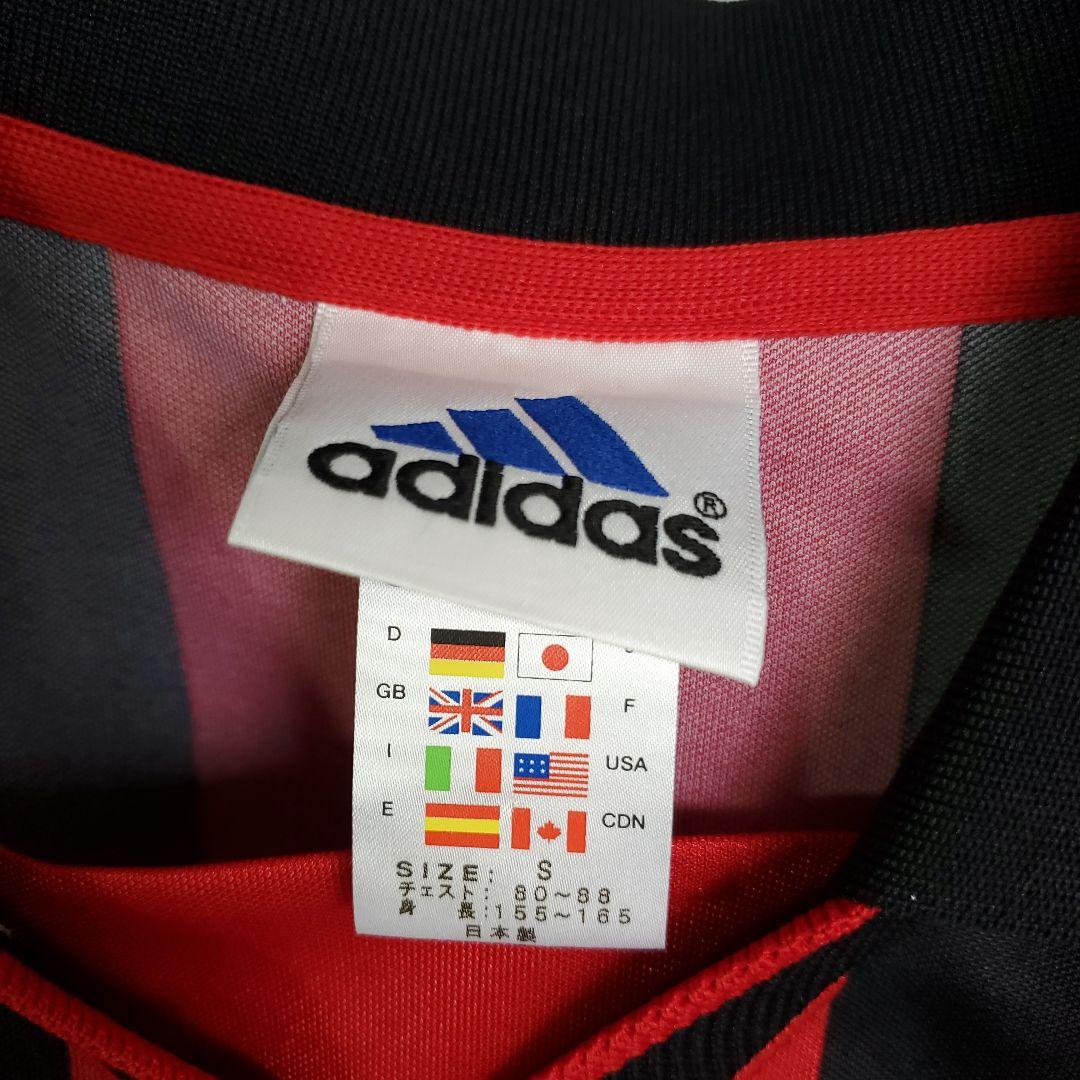 adidas®
D
GB F
I USA
E CDN
SIZE: S
チェスト: 80~88
身 長:155~165
日本製